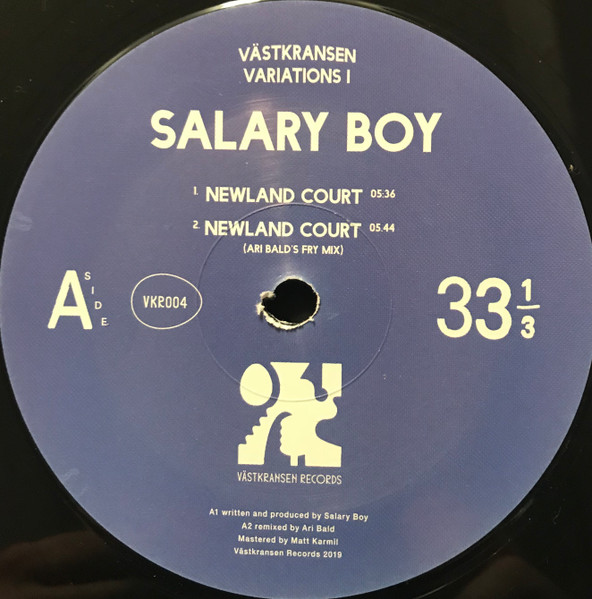 VÄSTKRANSEN
VARIATIONS I
SALARY BOY
1. NEWLAND COURT 05:36
2. NEWLAND COURT 05.44
(ARI BALD'S FRY MIX)
A SIDE
VKR004
33 1/3
VÄSTKRANSEN RECORDS
A1 written and produced by Salary Boy
A2 remixed by Ari Bald
Mastered by Matt Karmil
Västkransen Records 2019